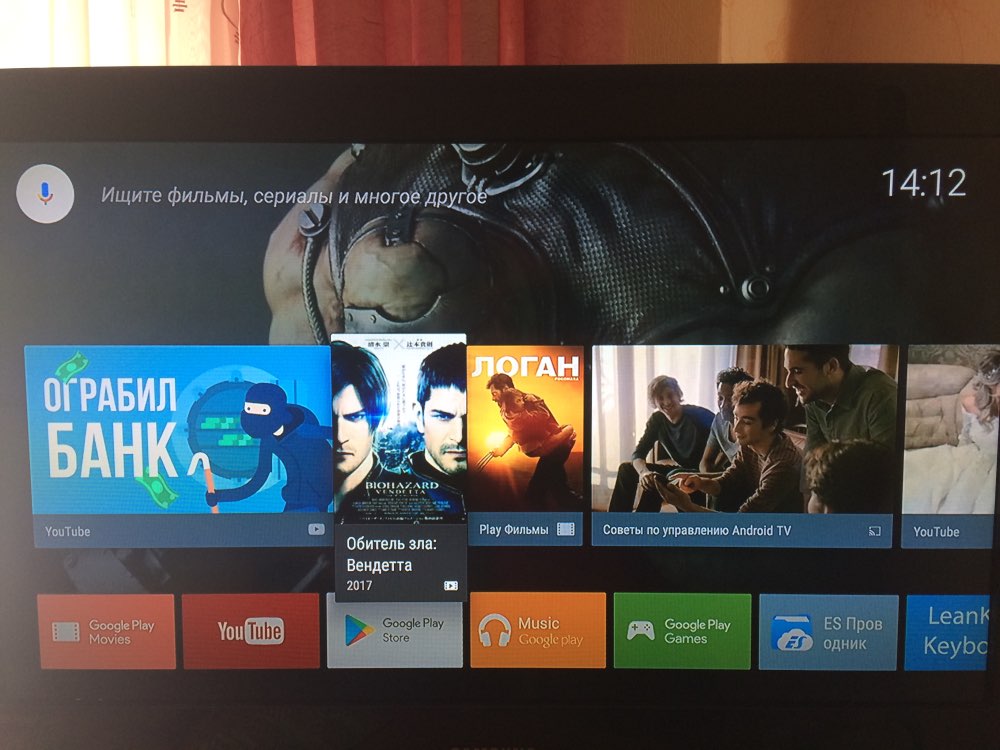 Ищите фильмы, сериалы и многое другое
14:12
ОГРАБИЛ
БАНК
YouTube
BIOHAZARD
VENDETTA
Обитель зла:
Вендетта
2017
ЛОГАН
Play Фильмы
Советы по управлению Android TV
YouTube
Google Play
Movies
YouTube
Google Play
Store
Music
Google play
Google Play
Games
ES Пров
одник
LeanK
Keybo